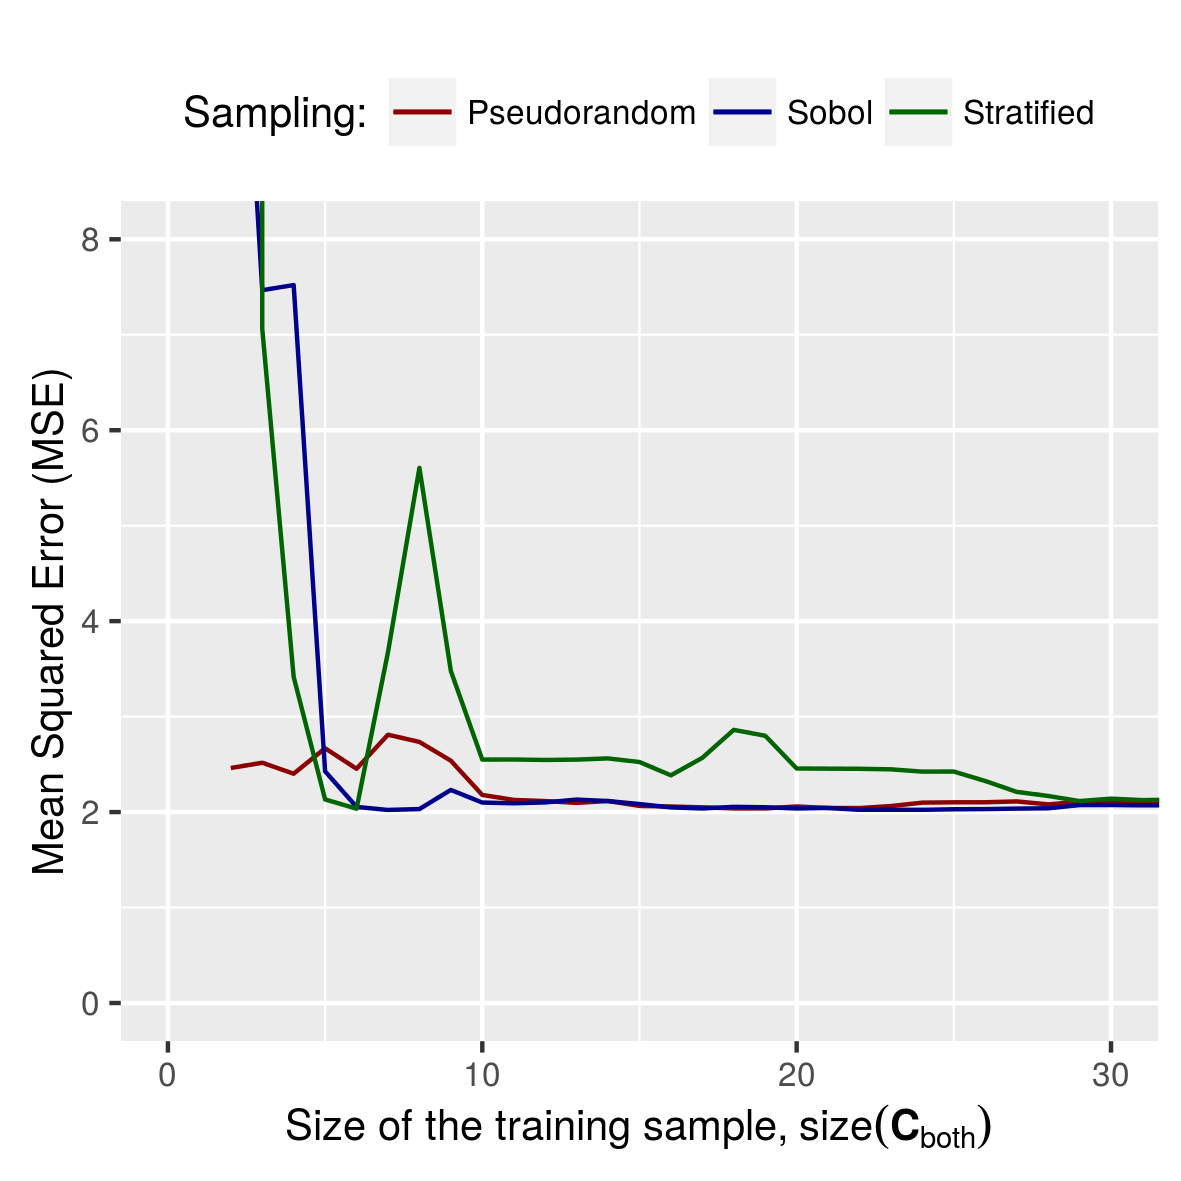 Sampling: Pseudorandom Sobol Stratified
8
6
4
2
0
Mean Squared Error (MSE)
0 10 20 30
Size of the training sample, size(C_both)